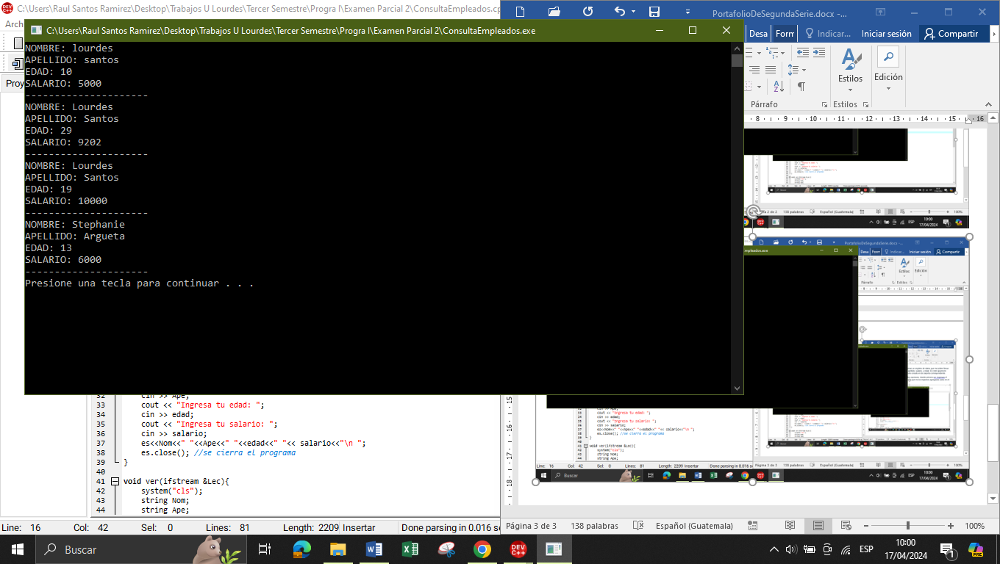 C:\Users\Raul Santos Ramirez\Desktop\Trabajos U Lourdes\Tercer Semestre\Progra I\Examen Parcial 2\ConsultaEmpleados.cp
Arch
Proy
C:\Users\Raul Santos Ramirez\Desktop\Trabajos U Lourdes\Tercer Semestre\Progra I\Examen Parcial 2\ConsultaEmpleados.exe
NOMBRE: lourdes
APELLIDO: santos
EDAD: 10
SALARIO: 5000
---------------------
NOMBRE: Lourdes
APELLIDO: Santos
EDAD: 29
SALARIO: 9202
---------------------
NOMBRE: Lourdes
APELLIDO: Santos
EDAD: 19
SALARIO: 10000
---------------------
NOMBRE: Stephanie
APELLIDO: Argueta
EDAD: 13
SALARIO: 6000
---------------------
Presione una tecla para continuar . . .
32 cin >> Ape;
33 cout << "Ingresa tu edad: ";
34 cin >> edad;
35 cout << "Ingresa tu salario: ";
36 cin >> salario;
37 es<<Nom<<" "<<Ape<<" "<<edad<<" "<< salario<<"\n ";
38 es.close(); //se cierra el programa
39 }
40
41 void ver(ifstream &Lec){
42 system("cls");
43 string Nom;
44 string Ape;
Line: 16 Col: 42 Sel: 0 Lines: 81 Length: 2209 Insertar Done parsing in 0.016 se
PortafolioDeSegundaSerie.docx -...
Desa Forr Indicar... Iniciar sesión Compartir
Estilos
Edición
Párrafo Estilos
8 9 10 11 12 13 14 15 16
15
16
17
18
Página 3 de 3 138 palabras Español (Guatemala) 100%
Buscar
ESP
10:00
17/04/2024
1